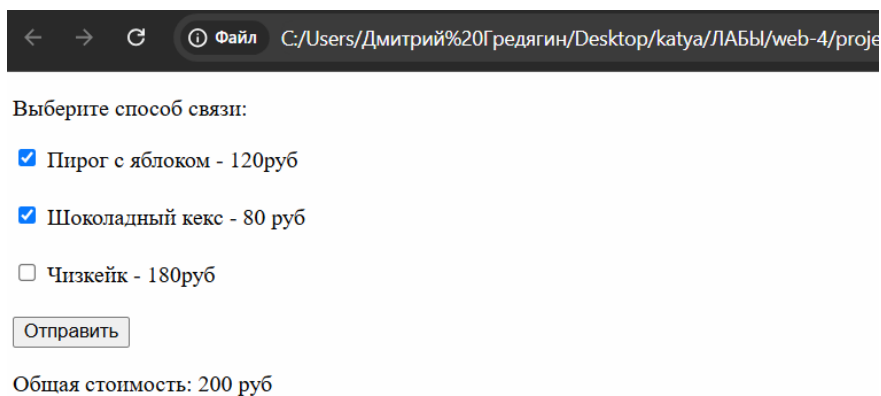 Файл C:/Users/Дмитрий%20Гредягин/Desktop/katya/ЛАБЫ/web-4/proje
Выберите способ связи:
Пирог с яблоком - 120руб
Шоколадный кекс - 80 руб
Чизкейк - 180руб
Отправить
Общая стоимость: 200 руб